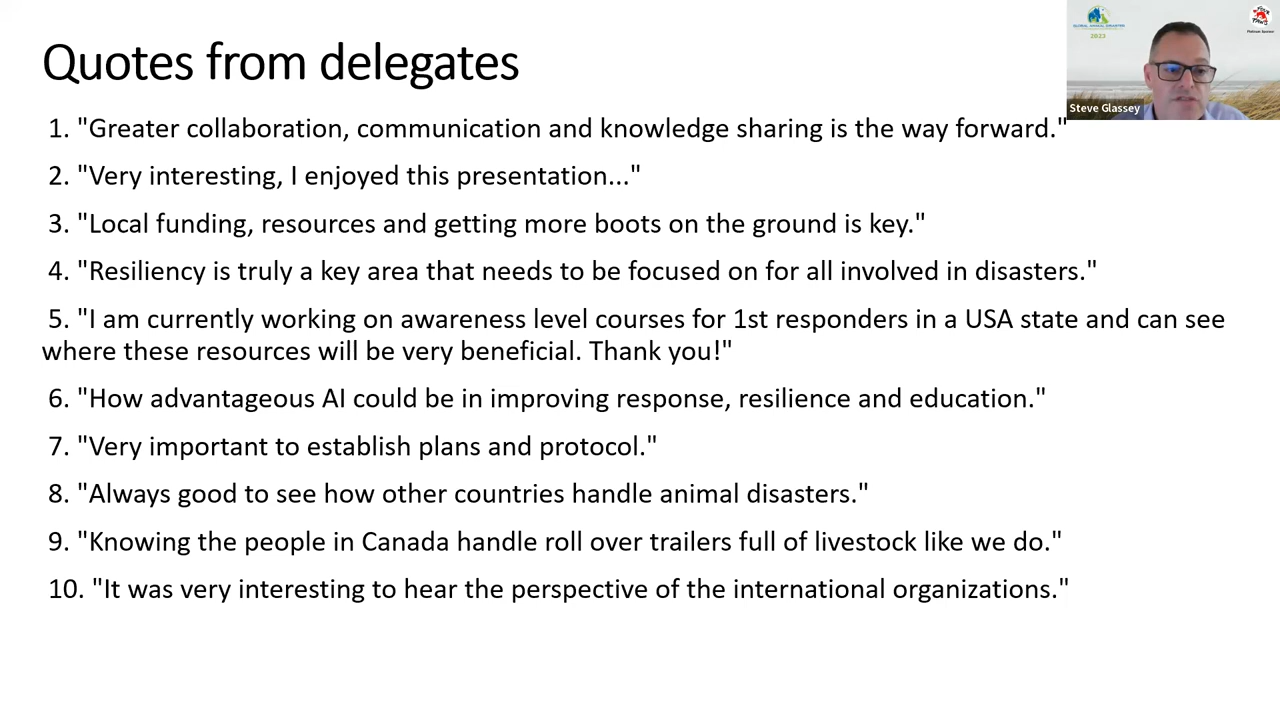 Quotes from delegates
1. "Greater collaboration, communication and knowledge sharing is the way forward."
2. "Very interesting, I enjoyed this presentation..."
3. "Local funding, resources and getting more boots on the ground is key."
4. "Resiliency is truly a key area that needs to be focused on for all involved in disasters."
5. "I am currently working on awareness level courses for 1st responders in a USA state and can see
where these resources will be very beneficial. Thank you!"
6. "How advantageous AI could be in improving response, resilience and education."
7. "Very important to establish plans and protocol."
8. "Always good to see how other countries handle animal disasters."
9. "Knowing the people in Canada handle roll over trailers full of livestock like we do."
10. "It was very interesting to hear the perspective of the international organizations."
GLOBAL ANIMAL DISASTER
2023
Platinum Sponsor
Steve Glassey